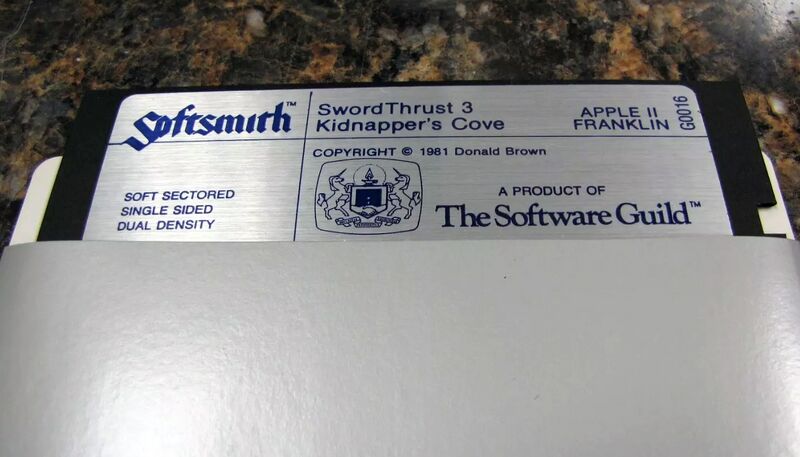 Softsmith™
SwordThrust 3
Kidnapper's Cove
APPLE II
FRANKLIN
G0016
COPYRIGHT © 1981 Donald Brown
SOFT SECTORED
SINGLE SIDED
DUAL DENSITY
A PRODUCT OF
The Software Guild™